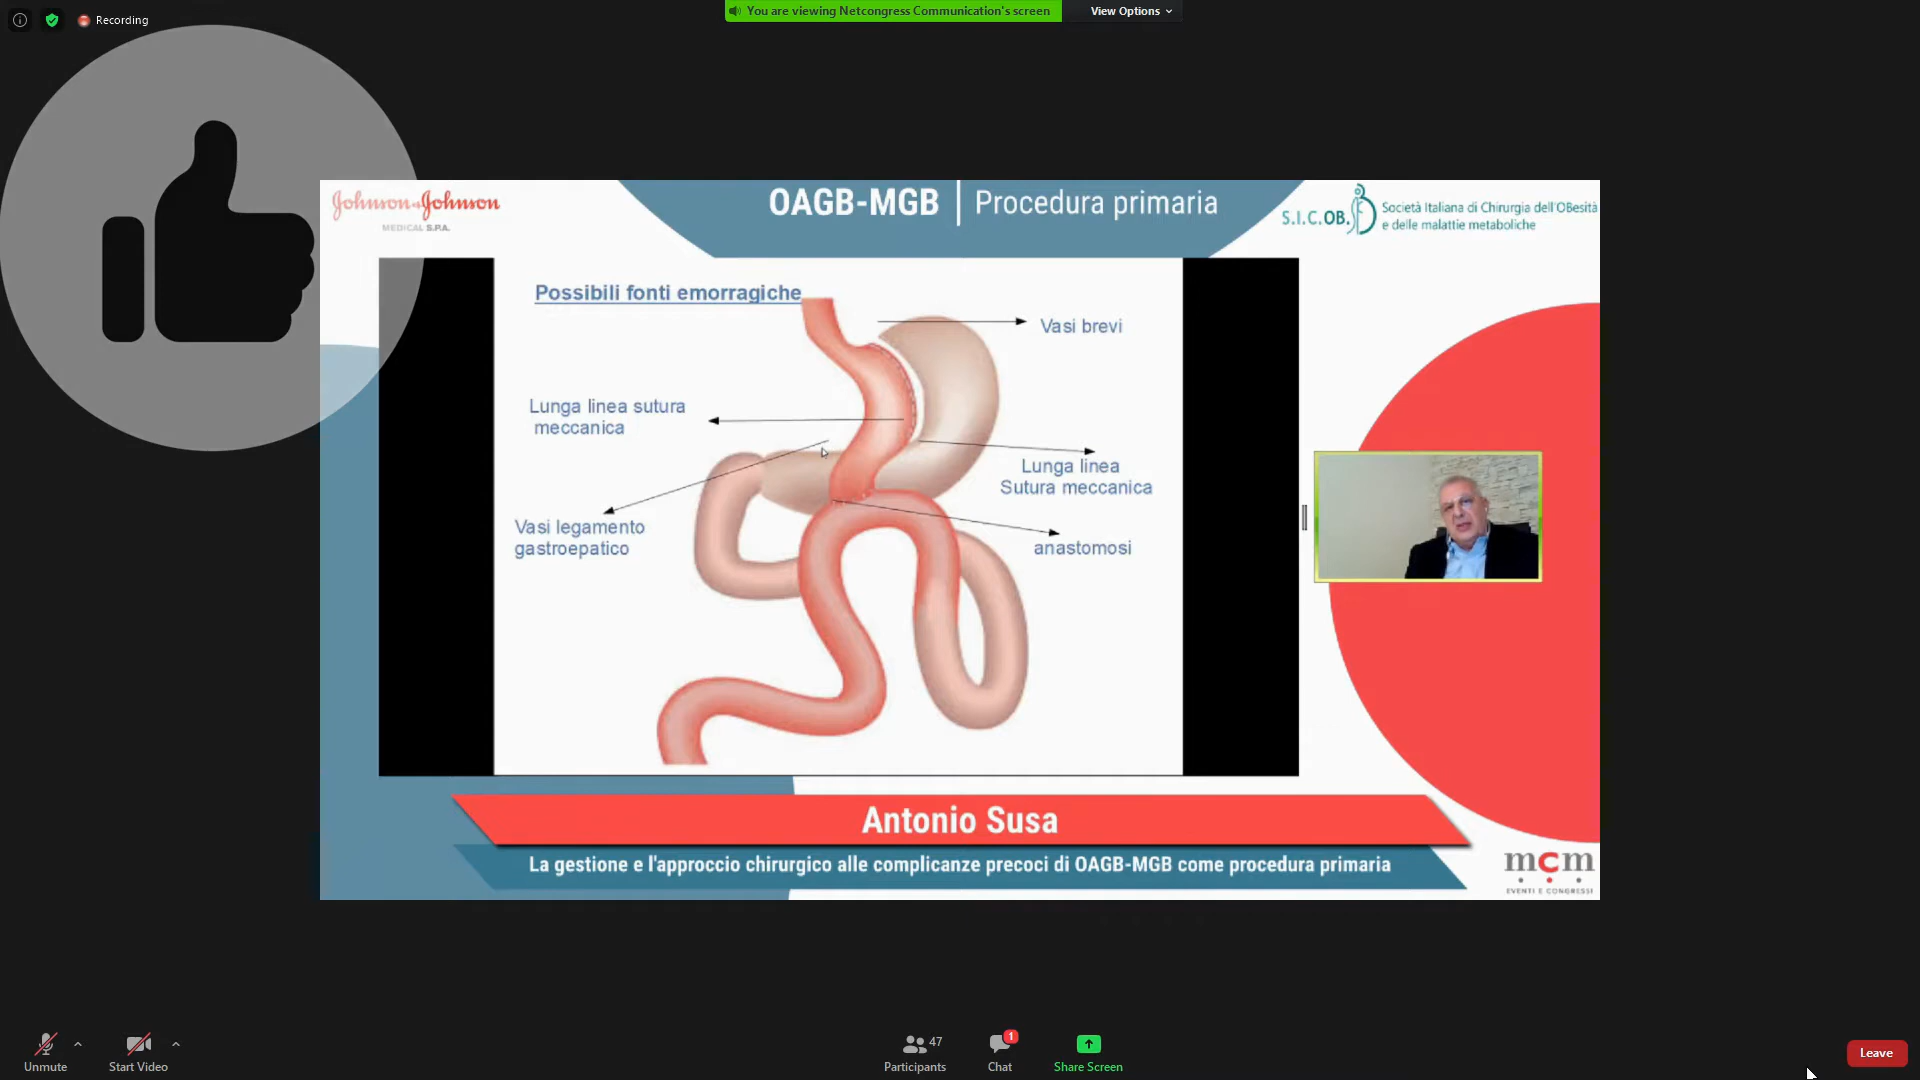 Recording
You are viewing Netcongress Communication's screen
View Options
Johnson & Johnson
MEDICAL S.P.A.
OAGB-MGB | Procedura primaria
S.I.C.OB.
Società Italiana di Chirurgia dell'OBesità
e delle malattie metaboliche
Possibili fonti emorragiche
Vasi brevi
Lunga linea sutura
meccanica
Lunga linea
Sutura meccanica
Vasi legamento
gastroepatico
anastomosi
Antonio Susa
La gestione e l'approccio chirurgico alle complicanze precoci di OAGB-MGB come procedura primaria
mcm
EVENTI E CONGRESSI
Unmute
Start Video
47
Participants
1
Chat
Share Screen
Leave